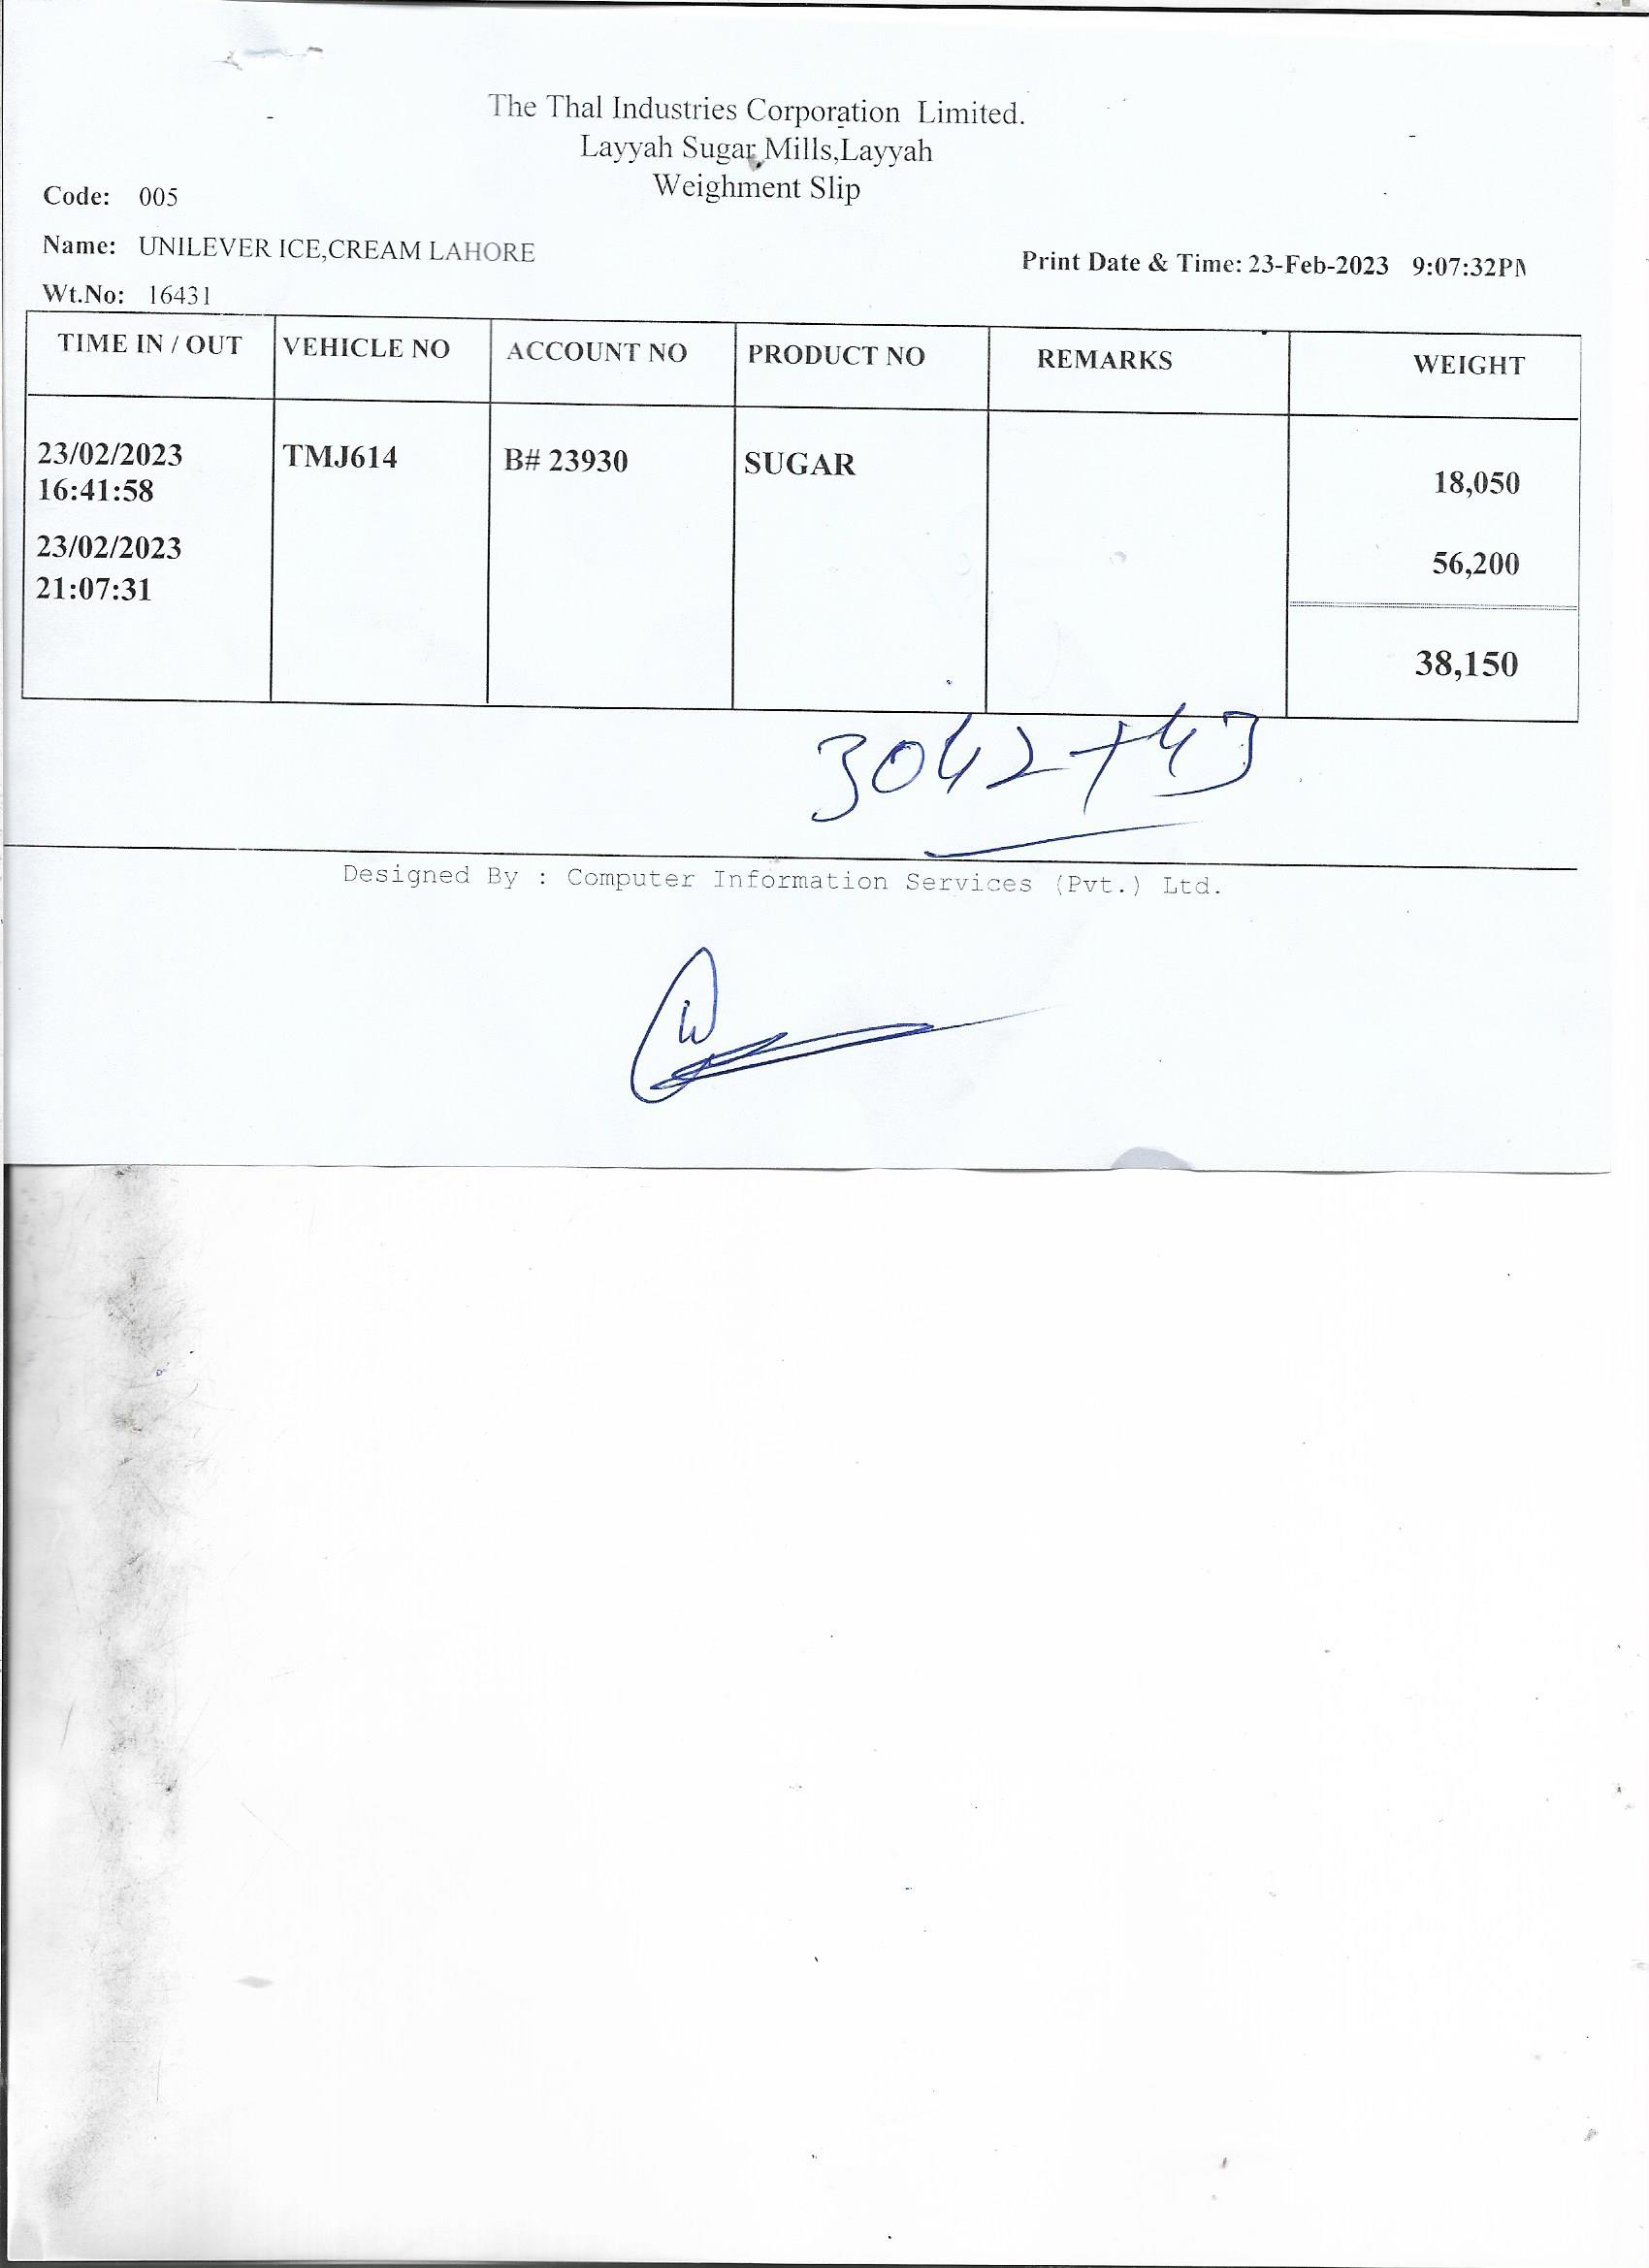 The Thal Industries Corporation Limited.
Layyah Sugar Mills,Layyah
Weighment Slip
Code: 005
Name: UNILEVER ICE,CREAM LAHORE
Print Date & Time: 23-Feb-2023 9:07:32PM
Wt.No: 16431
TIME IN / OUT VEHICLE NO ACCOUNT NO PRODUCT NO REMARKS WEIGHT
23/02/2023 TMJ614 B# 23930 SUGAR 18,050
16:41:58
23/02/2023 56,200
21:07:31
38,150
3042+43
Designed By : Computer Information Services (Pvt.) Ltd.